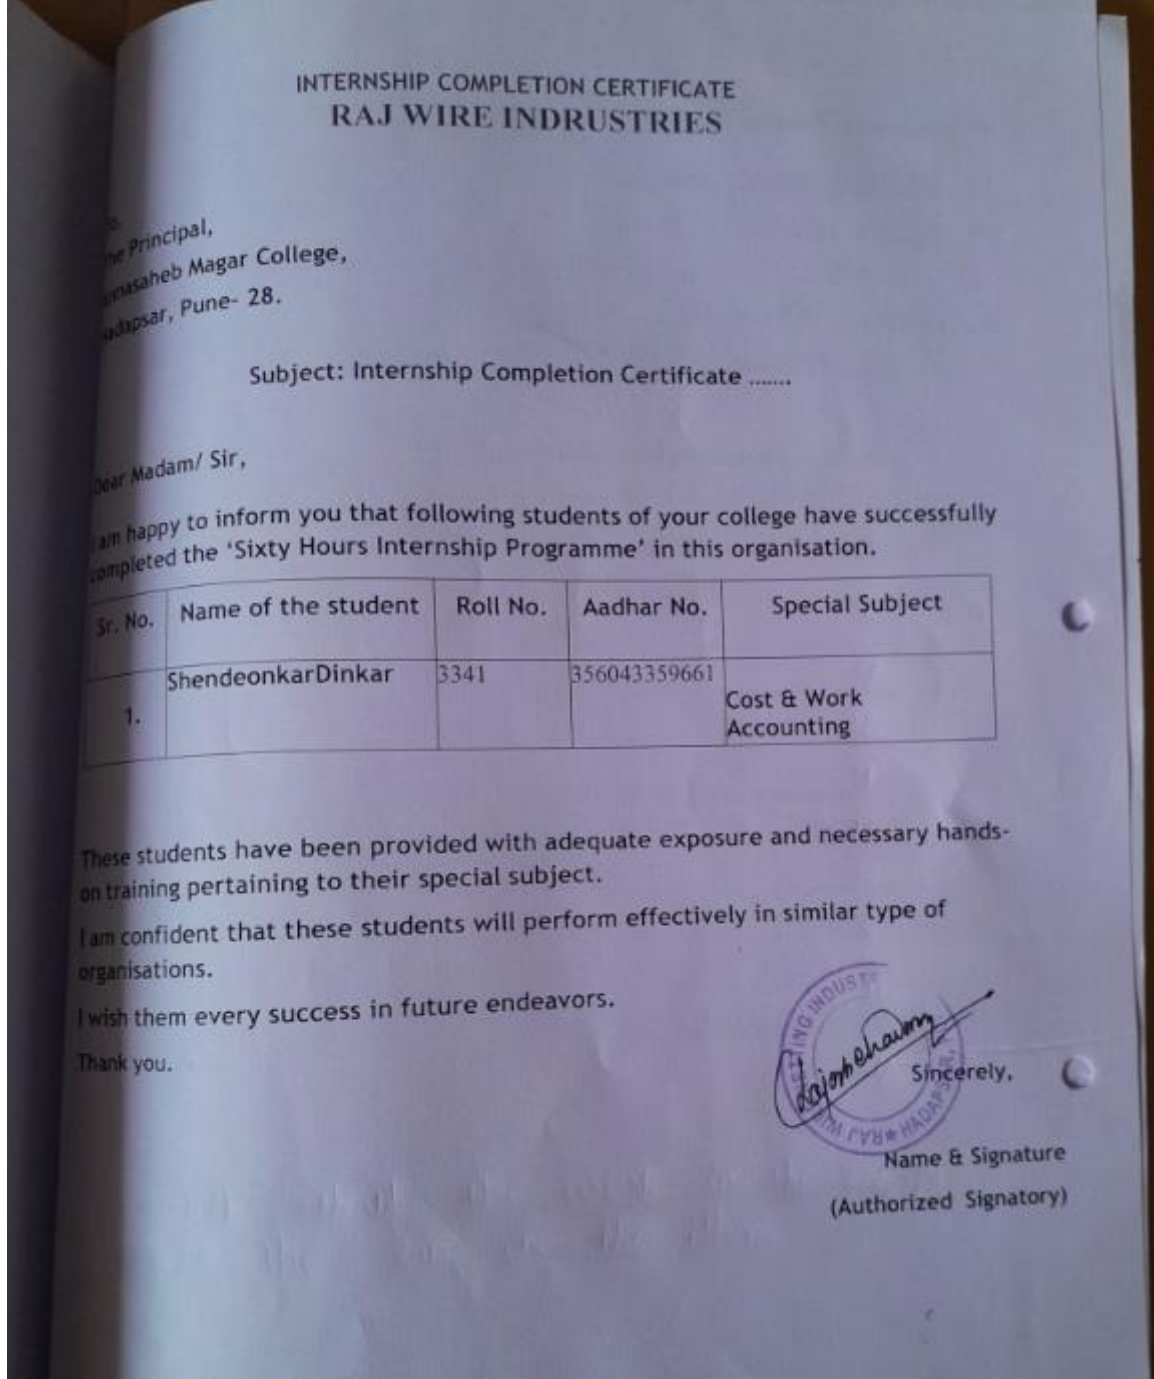 INTERNSHIP COMPLETION CERTIFICATE
RAJ WIRE INDRUSTRIES
Principal,
Magar College,
Pune- 28.
Subject: Internship Completion Certificate .......
Dear Madam/ Sir,
I am happy to inform you that following students of your college have successfully
completed the ‘Sixty Hours Internship Programme’ in this organisation.
Sr. No. Name of the student Roll No. Aadhar No. Special Subject
1. ShendeonkarDinkar 3341 356043359661 Cost & Work
Accounting
These students have been provided with adequate exposure and necessary hands-
on training pertaining to their special subject.
I am confident that these students will perform effectively in similar type of
organisations.
I wish them every success in future endeavors.
Thank you.
Sincerely,
RAJ
Name & Signature
(Authorized Signatory)